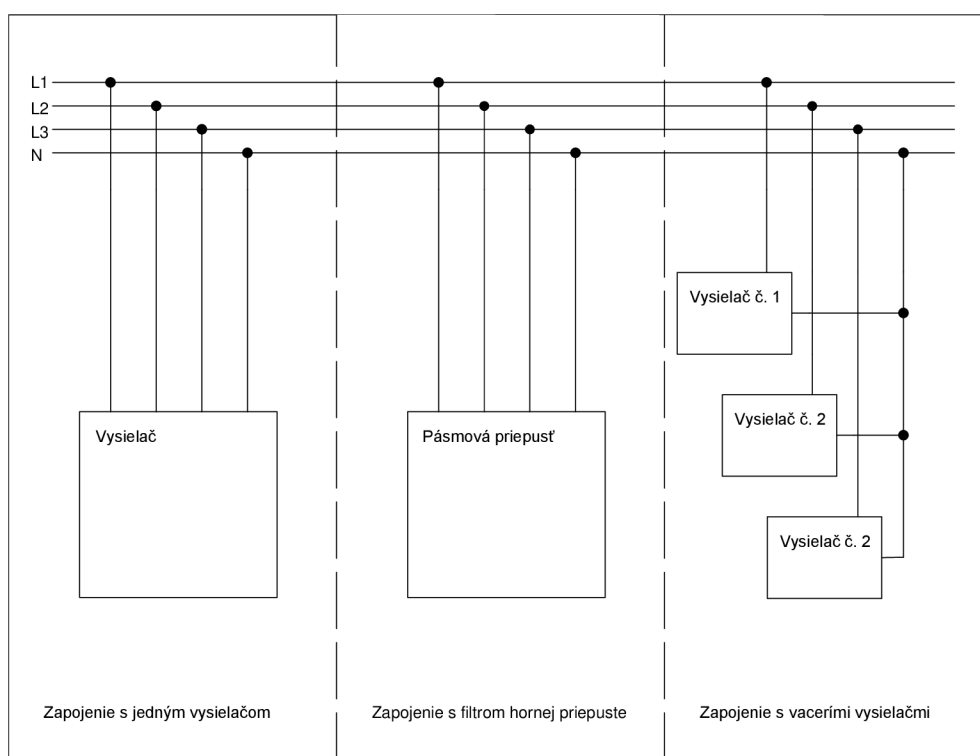 L1
L2
L3
N
Vysielač
Zapojenie s jedným vysielačom
Pásmová priepusť
Zapojenie s filtrom hornej priepuste
Vysielač č. 1
Vysielač č. 2
Vysielač č. 2
Zapojenie s vacerími vysielačmi